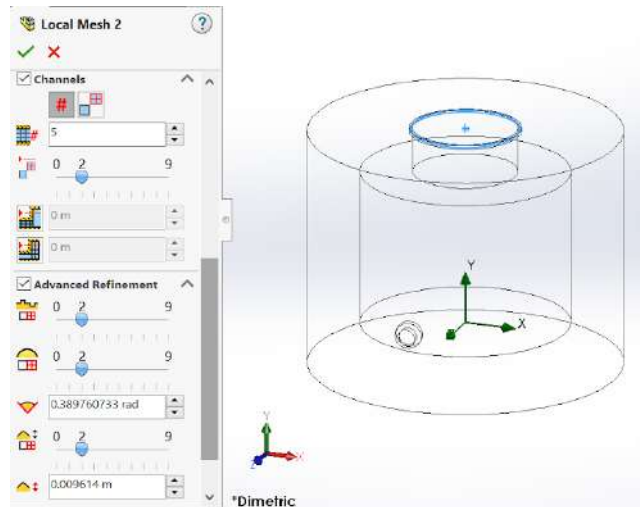 Local Mesh 2
?
Channels
#
5
0 2 9
0 m
0 m
Advanced Refinement
0 2 9
0 2 9
0.389760733 rad
0 2 9
0.009614 m
Y
X
Y
X
Z
*Dimetric